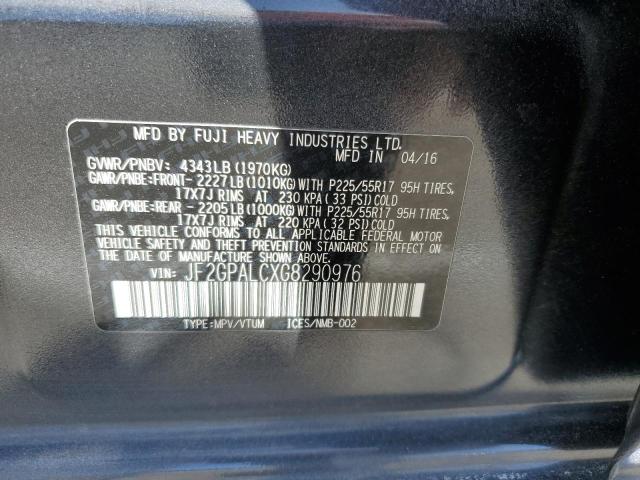 MFD BY FUJI HEAVY INDUSTRIES LTD.
MFD IN 04/16
GVWR/PNBV: 4343LB(1970KG)
GAWR/PNBE:FRONT-2227LB(1010KG)WITH P225/55R17 95H TIRES,
17X7J RIMS AT 230 KPA(33 PSI)COLD
GAWR/PNBE:REAR -2205LB(1000KG)WITH P225/55R17 95H TIRES,
17X7J RIMS AT 220 KPA(32 PSI)COLD
THIS VEHICLE CONFORMS TO ALL APPLICABLE FEDERAL MOTOR
VEHICLE SAFETY AND THEFT PREVENTION STANDARDS IN EFFECT ON
THE DATE OF MANUFACTURE SHOWN ABOVE.
VIN: JF2GPALCXG8290976
TYPE:MPV/VTUM ICES/NMB-002